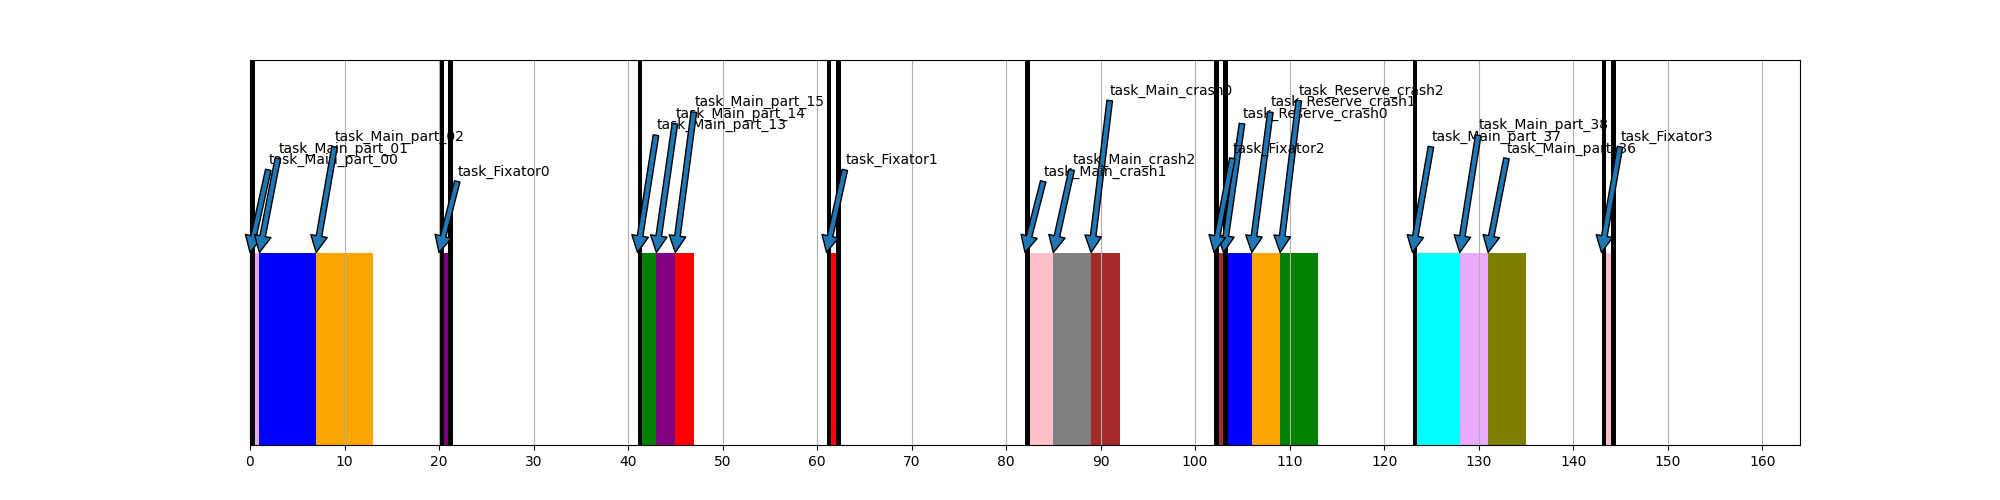 task_Main_crash0
task_Reserve_crash2
task_Main_part_15
task_Reserve_crash1
task_Main_part_14
task_Reserve_crash0
task_Main_part_13
task_Main_part_38
task_Main_part_02
task_Main_part_37
task_Fixator3
task_Main_part_01
task_Fixator2
task_Main_part_36
task_Main_part_00
task_Fixator1
task_Main_crash2
task_Fixator0
task_Main_crash1
0 10 20 30 40 50 60 70 80 90 100 110 120 130 140 150 160